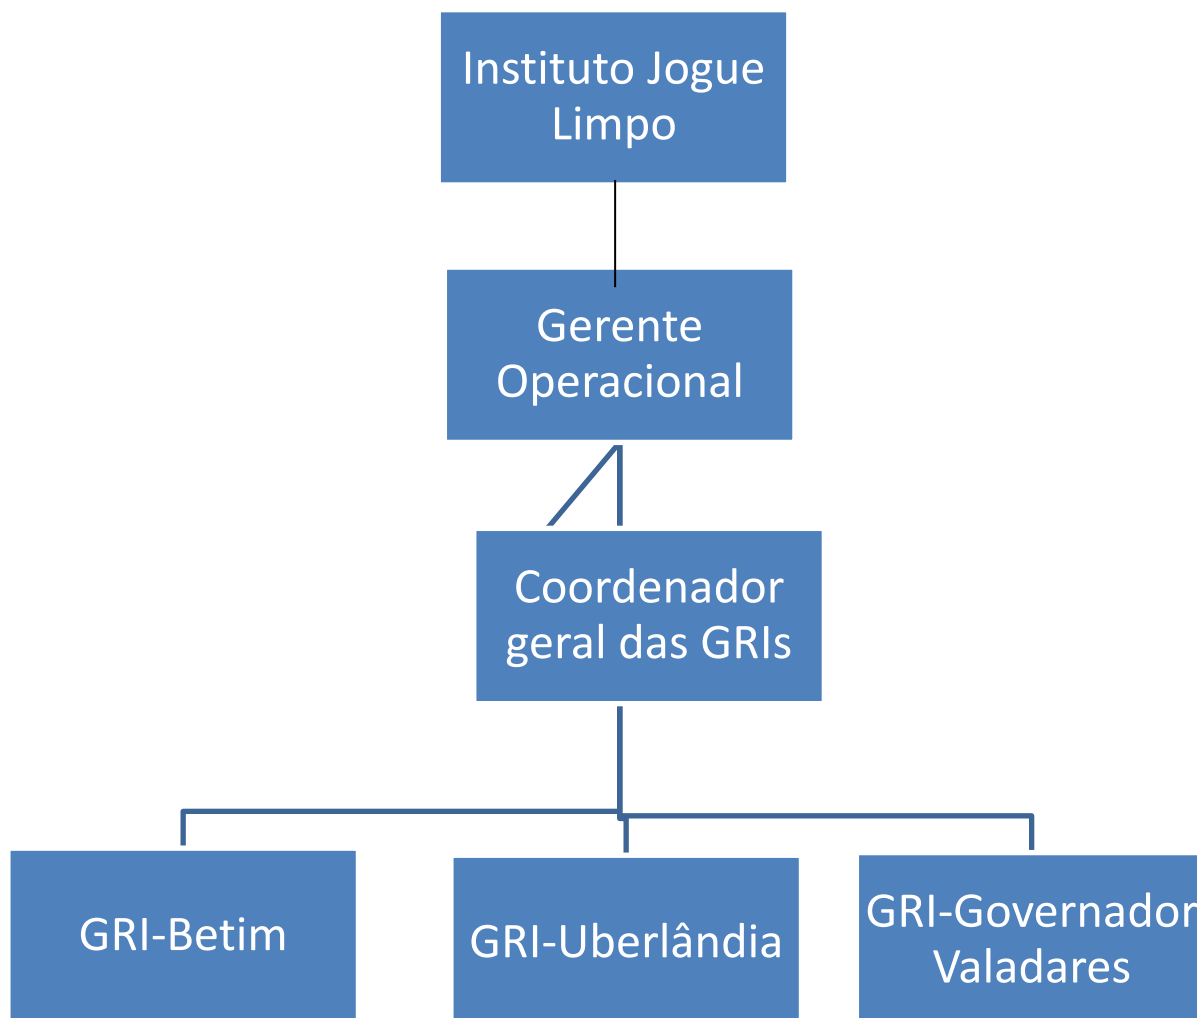 Instituto Jogue
Limpo
Gerente
Operacional
Coordenador
geral das GRIs
GRI-Betim
GRI-Uberlândia
GRI-Governador
Valadares